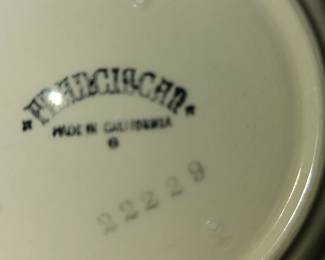 * FRANCISCAN *
MADE IN CALIFORNIA
®
22229